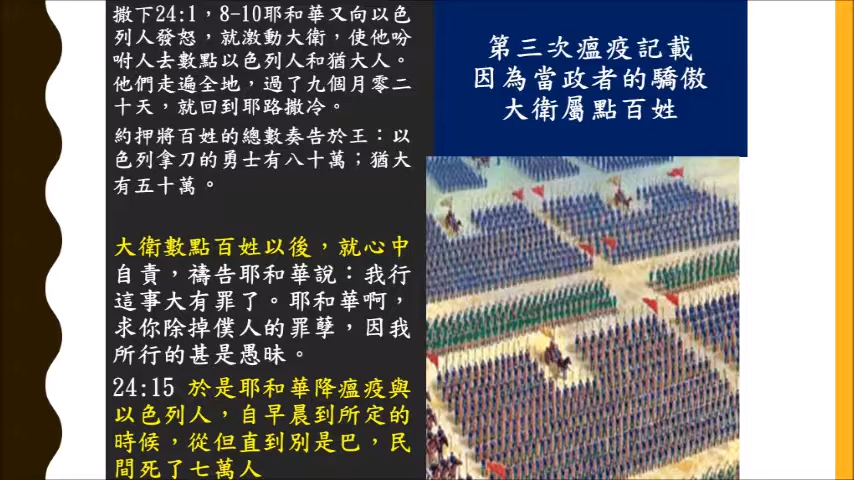 撒下24:1，8-10耶和華又向以色
列人發怒，就激動大衛，使他吩
咐人去數點以色列人和猶大人。
他們走遍全地，過了九個月零二
十天，就回到耶路撒冷。
約押將百姓的總數奏告於王：以
色列拿刀的勇士有八十萬；猶大
有五十萬。
大衛數點百姓以後，就心中
自責，禱告耶和華說：我行
這事大有罪了。耶和華啊，
求你除掉僕人的罪孽，因我
所行的甚是愚昧。
24:15 於是耶和華降瘟疫與
以色列人，自早晨到所定的
時候，從但直到別是巴，民
間死了七萬人
第三次瘟疫記載
因為當政者的驕傲
大衛屬點百姓